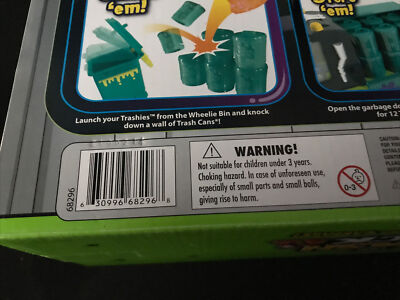 'em!
'em!
Launch your Trashies™ from the Wheelie Bin and knock
down a wall of Trash Cans*!
Open the garbage do
for 12
WARNING!
Not suitable for children under 3 years.
Choking hazard. In case of unforeseen use,
especially of small parts and small balls,
giving rise to harm.
0-3
68296
6 30996 68296 8